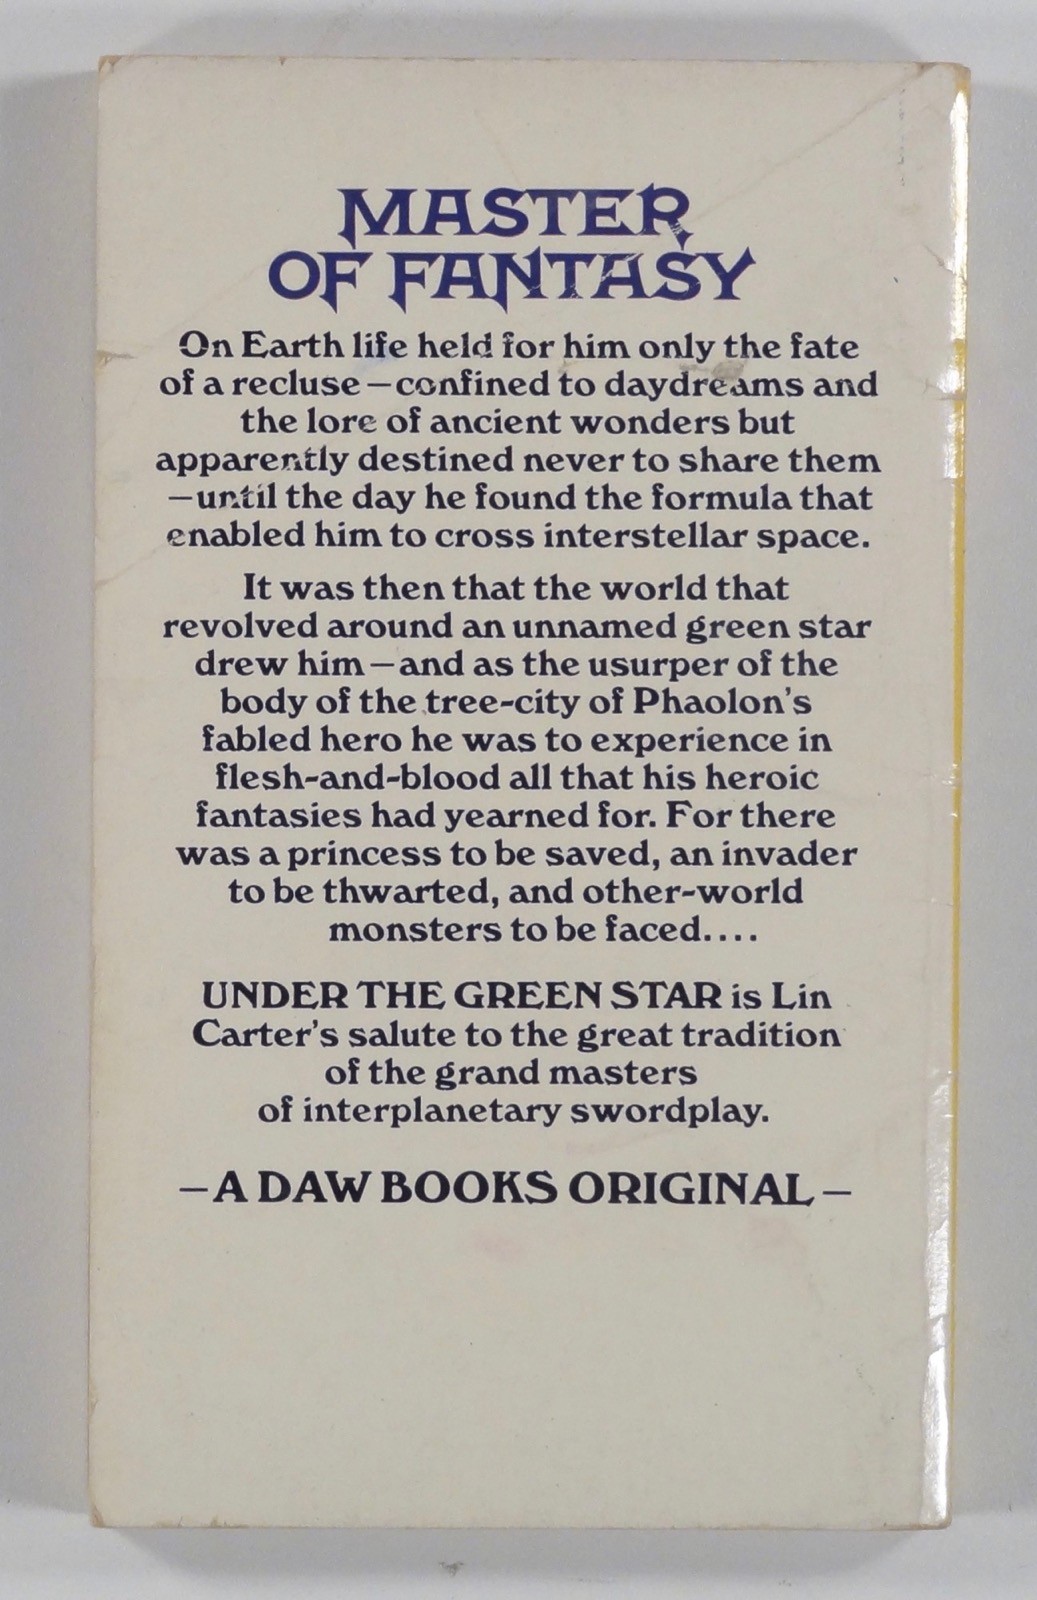 MASTER
OF FANTASY
On Earth life held for him only the fate
of a recluse—confined to daydreams and
the lore of ancient wonders but
apparently destined never to share them
—until the day he found the formula that
enabled him to cross interstellar space.
It was then that the world that
revolved around an unnamed green star
drew him—and as the usurper of the
body of the tree-city of Phaolon's
fabled hero he was to experience in
flesh-and-blood all that his heroic
fantasies had yearned for. For there
was a princess to be saved, an invader
to be thwarted, and other-world
monsters to be faced....
UNDER THE GREEN STAR is Lin
Carter's salute to the great tradition
of the grand masters
of interplanetary swordplay.
—A DAW BOOKS ORIGINAL—